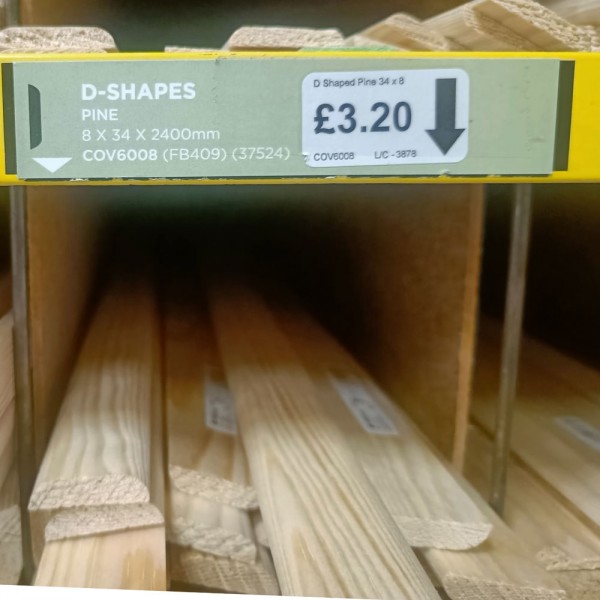 D-SHAPES
PINE
8 X 34 X 2400mm
COV6008 (FB409) (37524)
D Shaped Pine 34 x 8
£3.20
COV6008 L/C -3878